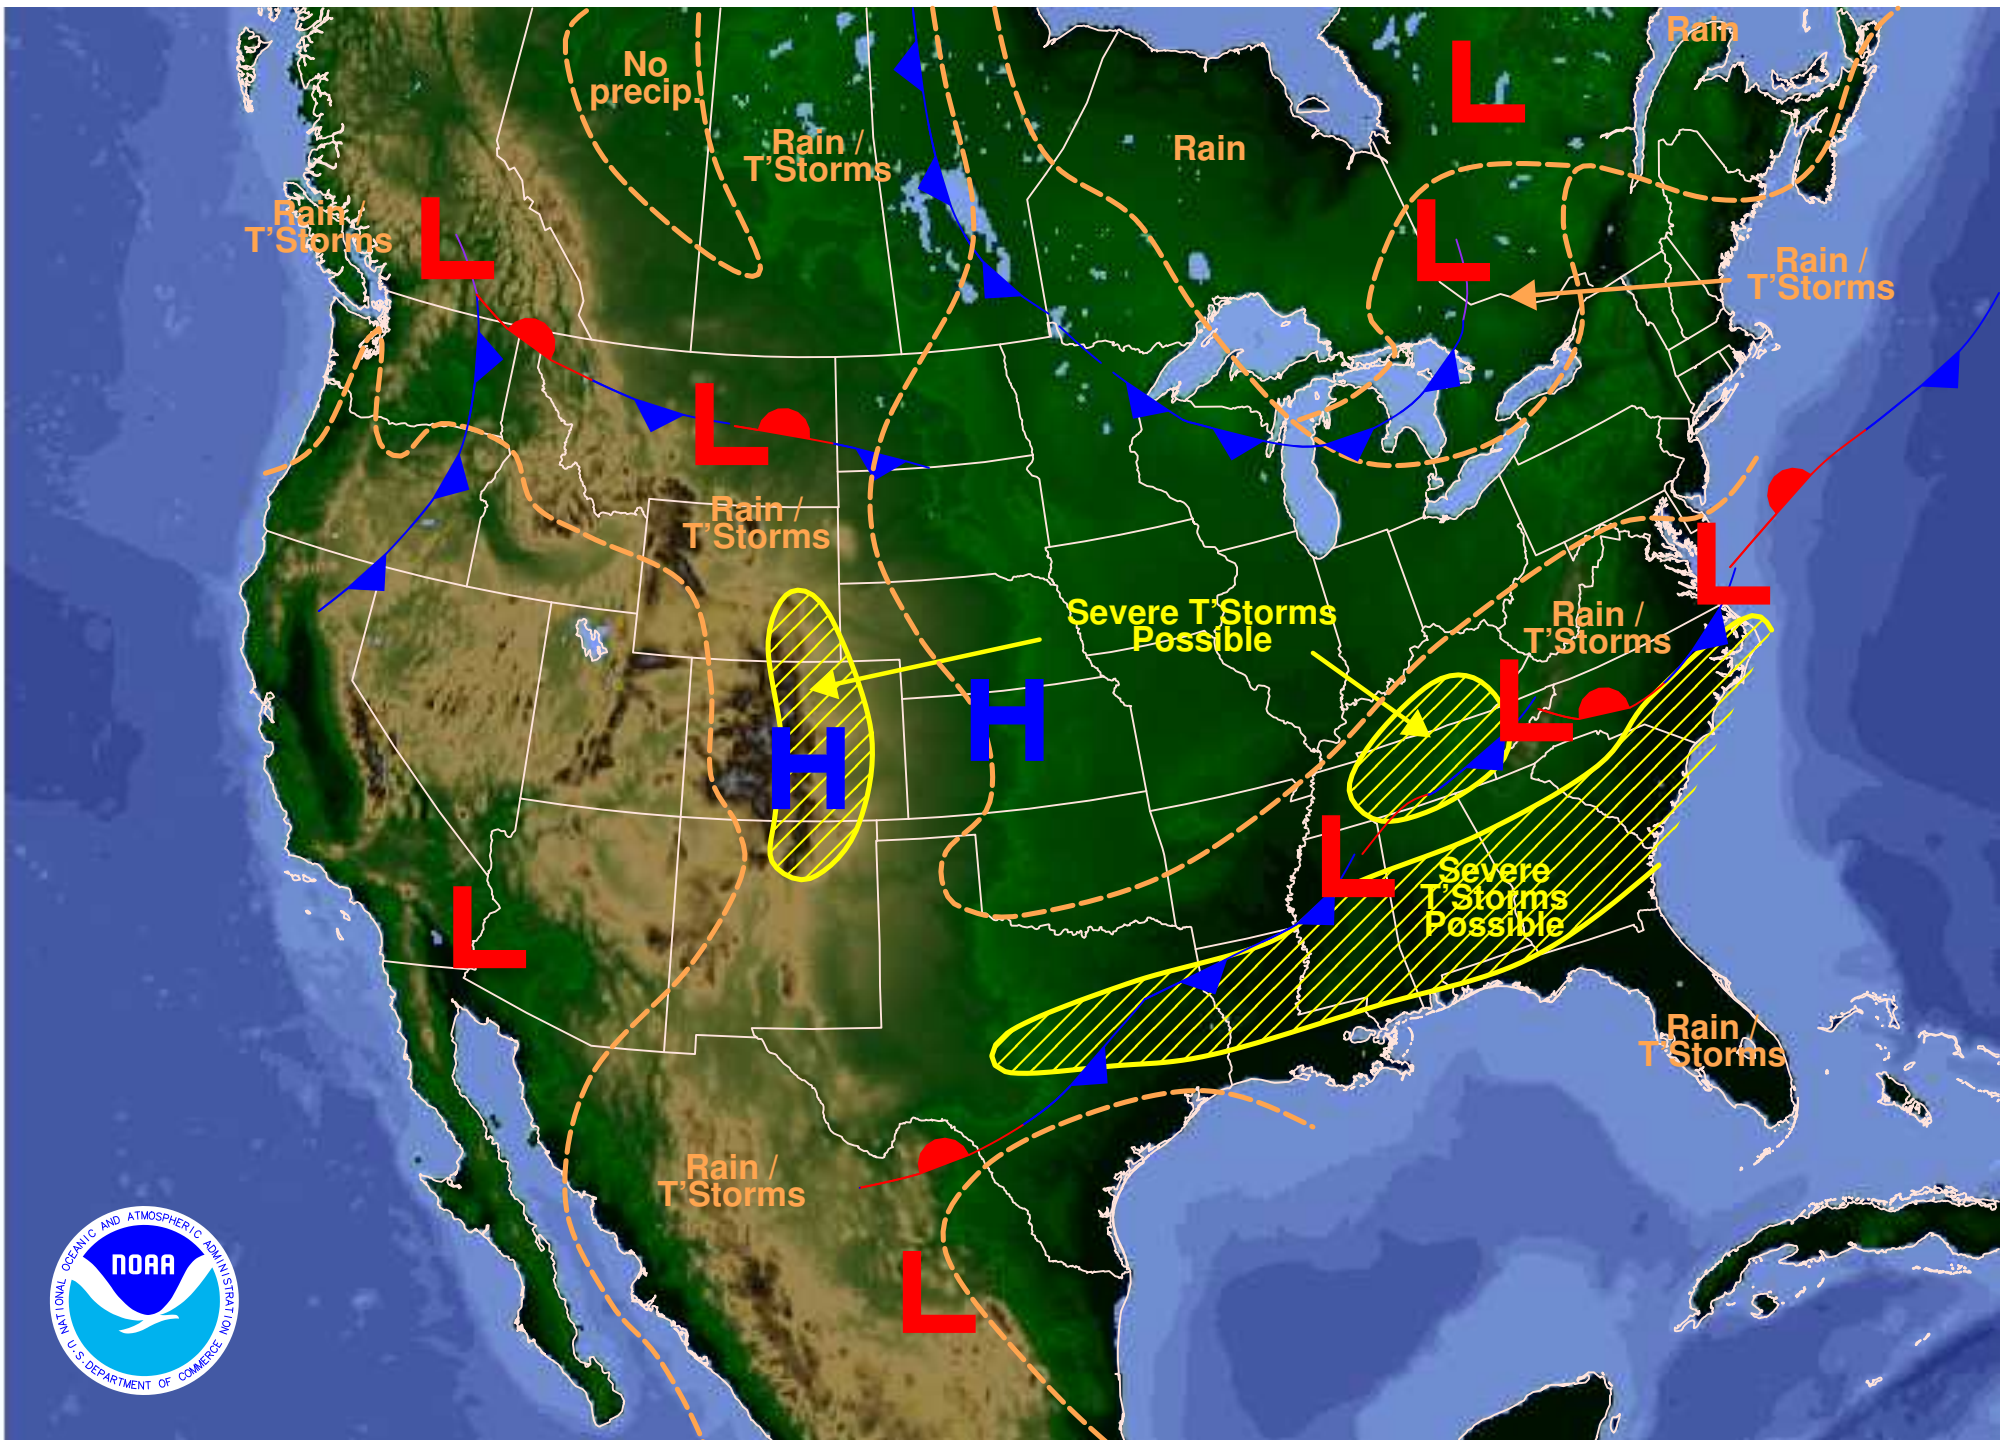 Rain
No
precip.
Rain /
T'Storms
Rain
L
Rain /
T'Storms
L
L
Rain /
T'Storms
L
Rain /
T'Storms
L
Severe T'Storms
Possible
Rain /
T'Storms
H
H
L
L
Severe
T'Storms
Possible
L
Rain /
T'Storms
Rain /
T'Storms
L
NATIONAL OCEANIC AND ATMOSPHERIC ADMINISTRATION
NOAA
U.S. DEPARTMENT OF COMMERCE